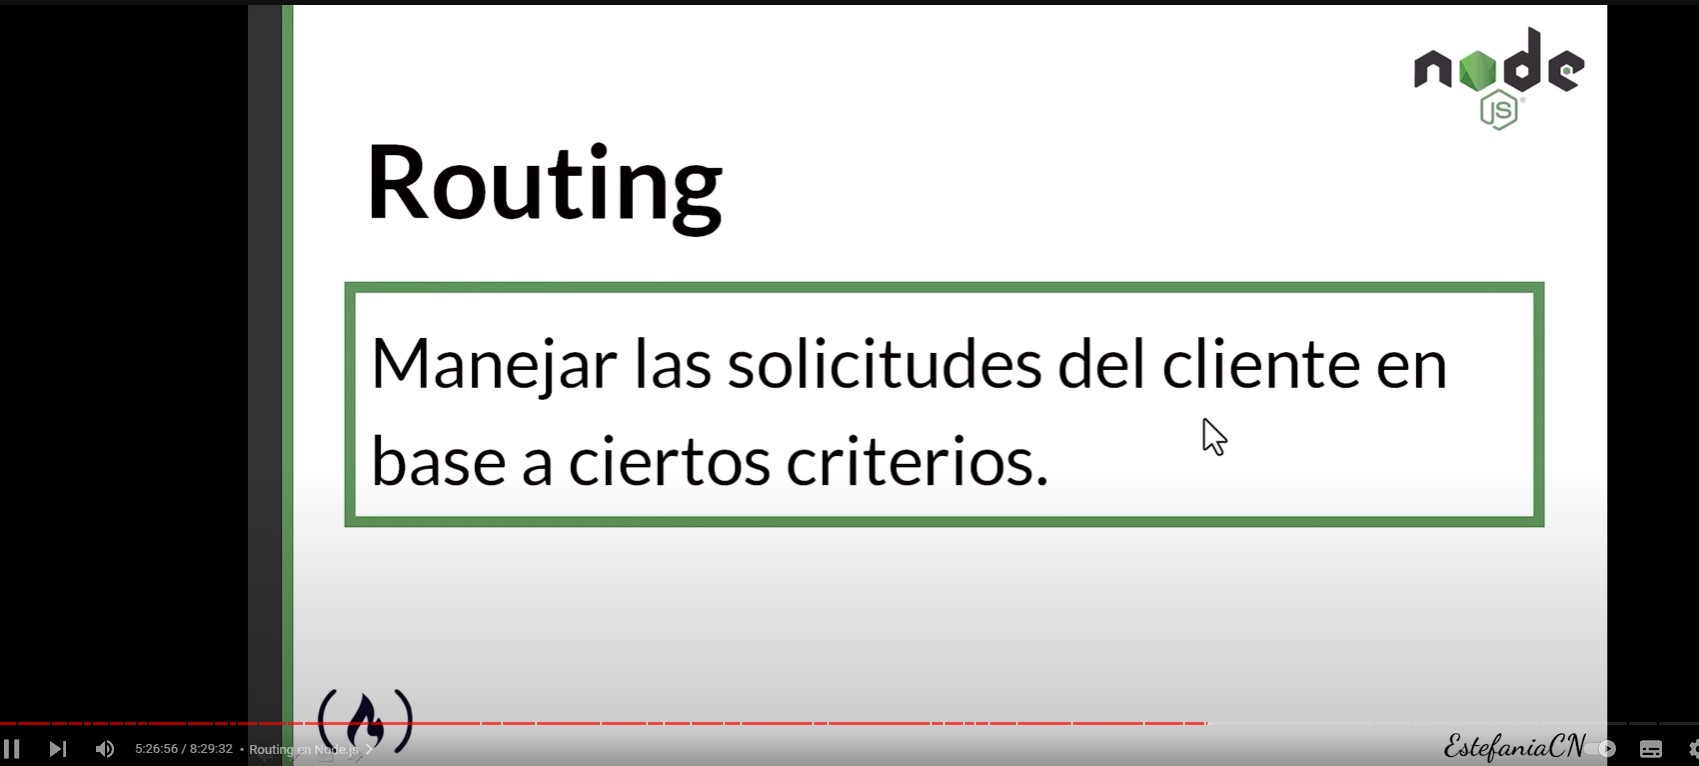 node
JS
Routing
Manejar las solicitudes del cliente en
base a ciertos criterios.
EstefaniaCN
5:26:56 / 8:29:32 • Routing en Node.js